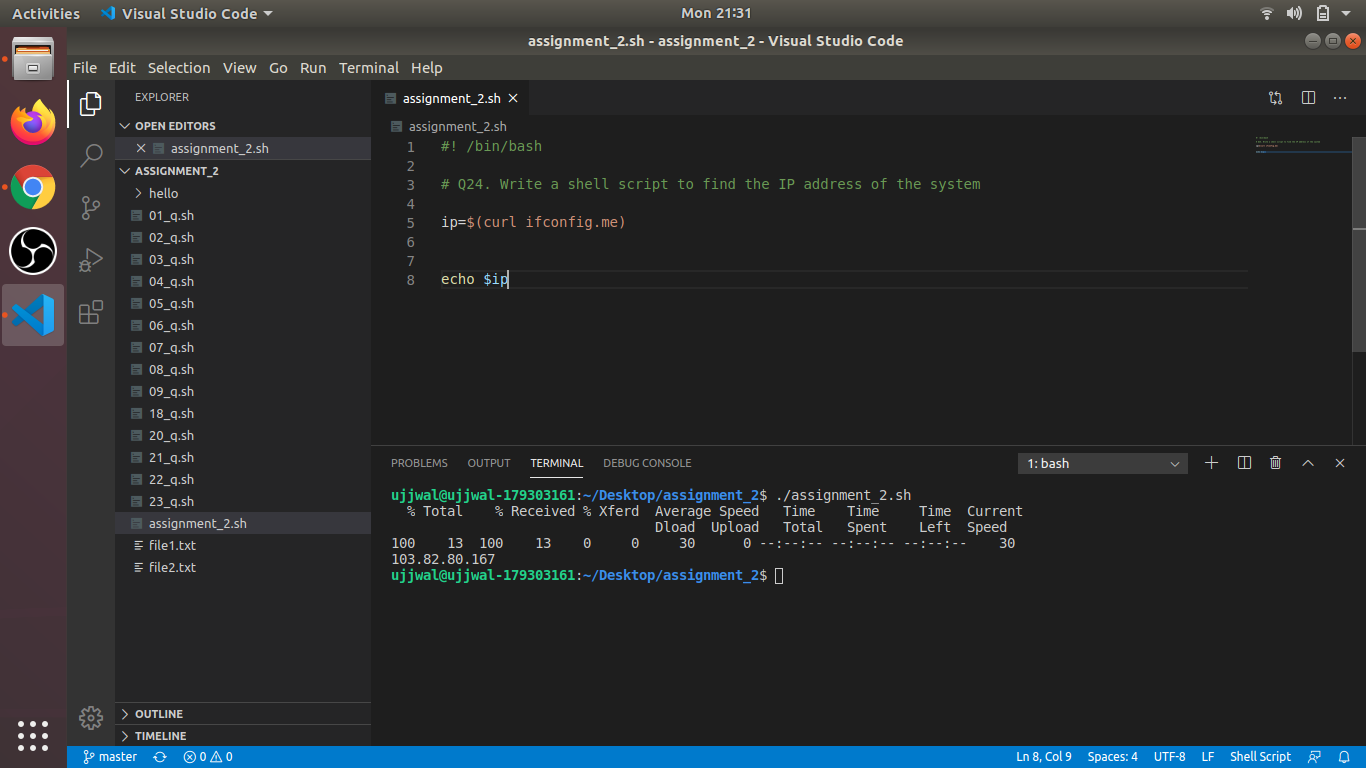 Activities Visual Studio Code Mon 21:31
assignment_2.sh - assignment_2 - Visual Studio Code
File Edit Selection View Go Run Terminal Help
EXPLORER
OPEN EDITORS
assignment_2.sh
ASSIGNMENT_2
hello
01_q.sh
02_q.sh
03_q.sh
04_q.sh
05_q.sh
06_q.sh
07_q.sh
08_q.sh
09_q.sh
18_q.sh
20_q.sh
21_q.sh
22_q.sh
23_q.sh
assignment_2.sh
file1.txt
file2.txt
OUTLINE
TIMELINE
assignment_2.sh
assignment_2.sh
1 #! /bin/bash
2
3 # Q24. Write a shell script to find the IP address of the system
4
5 ip=$(curl ifconfig.me)
6
7
8 echo $ip
PROBLEMS OUTPUT TERMINAL DEBUG CONSOLE 1: bash
ujjwal@ujjwal-179303161:~/Desktop/assignment_2$ ./assignment_2.sh
  % Total    % Received % Xferd  Average Speed   Time    Time     Time  Current
                                 Dload  Upload   Total   Spent    Left  Speed
100    13  100    13    0     0     30      0 --:--:-- --:--:-- --:--:--    30
103.82.80.167
ujjwal@ujjwal-179303161:~/Desktop/assignment_2$
master 0 0 Ln 8, Col 9 Spaces: 4 UTF-8 LF Shell Script